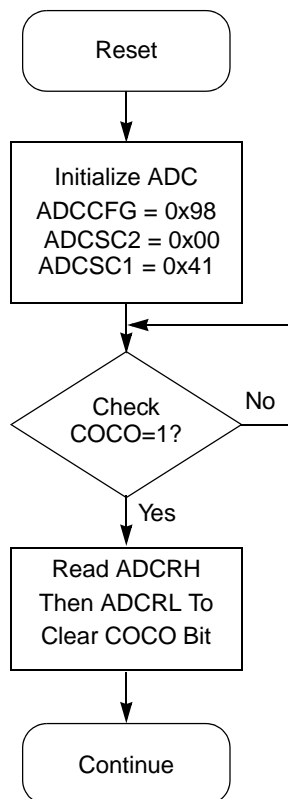 Reset
Initialize ADC
ADCCFG = 0x98
ADCSC2 = 0x00
ADCSC1 = 0x41
Check
COCO=1?
No
Yes
Read ADCRH
Then ADCRL To
Clear COCO Bit
Continue